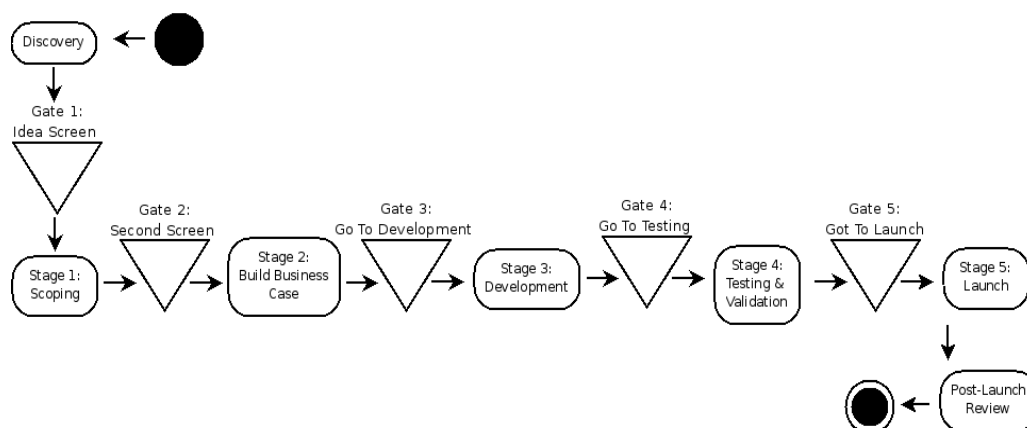 Discovery
Gate 1:
Idea Screen
Stage 1:
Scoping
Gate 2:
Second Screen
Stage 2:
Build Business
Case
Gate 3:
Go To Development
Stage 3:
Development
Gate 4:
Go To Testing
Stage 4:
Testing &
Validation
Gate 5:
Got To Launch
Stage 5:
Launch
Post-Launch
Review